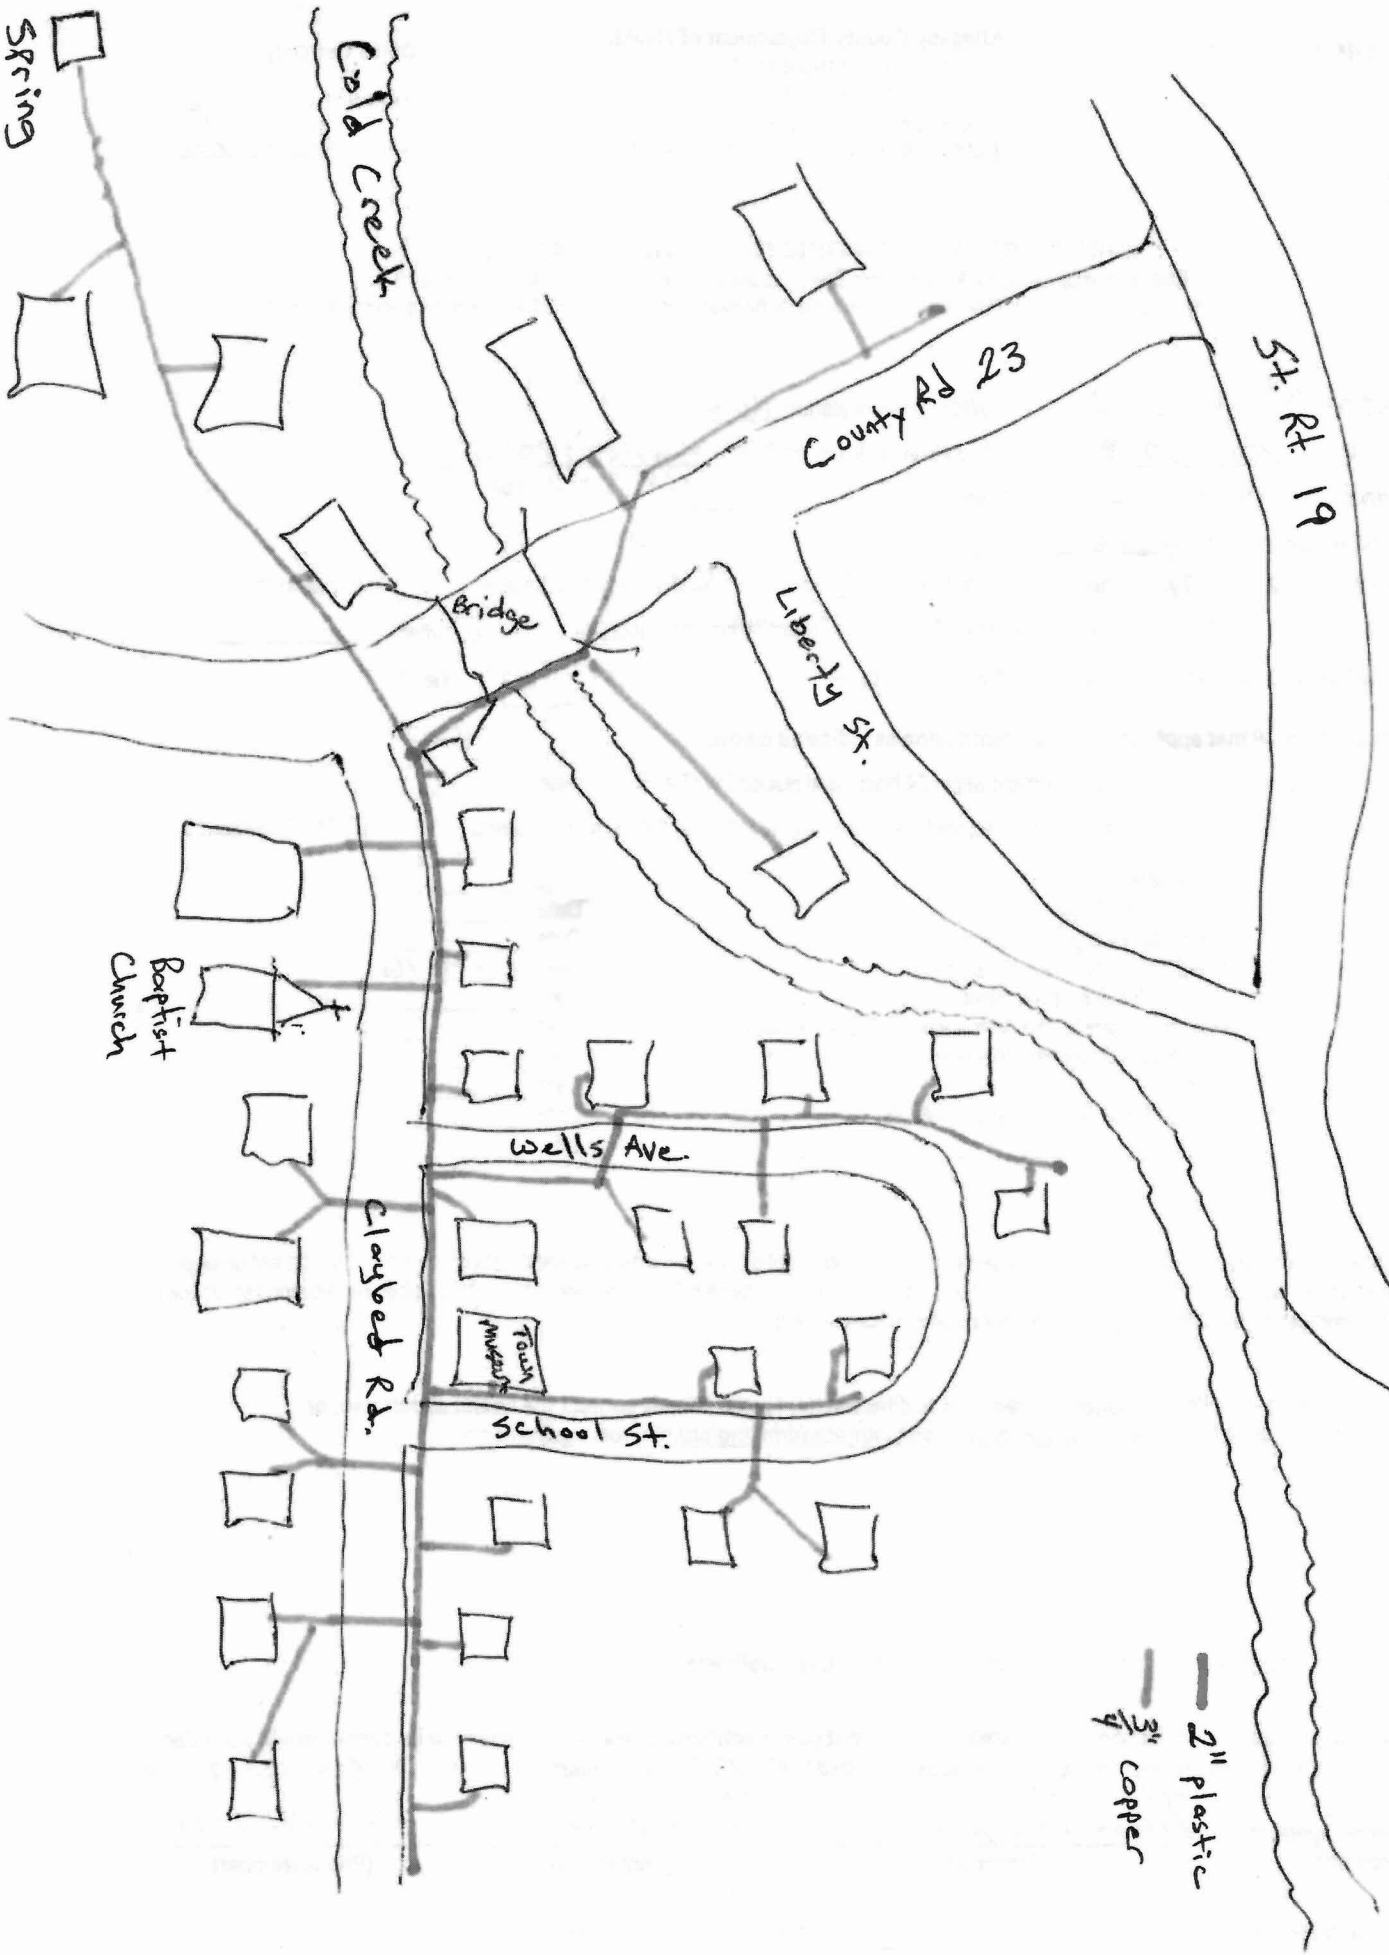 Spring
Cold Creek
St. Rt. 19
County Rd 23
Liberty St.
Bridge
Baptist
Church
Wells Ave.
Claybed Rd.
Town
Museum
School St.
2" plastic
3/4" copper